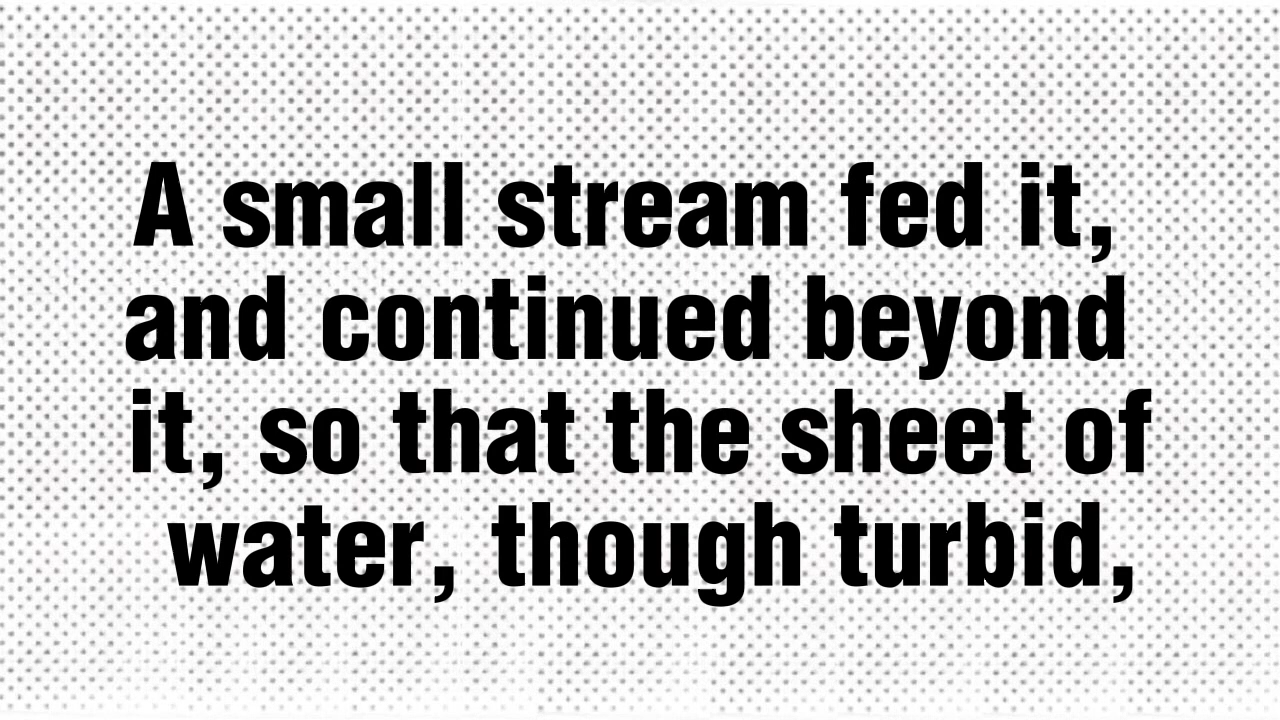 A small stream fed it,
and continued beyond
it, so that the sheet of
water, though turbid,